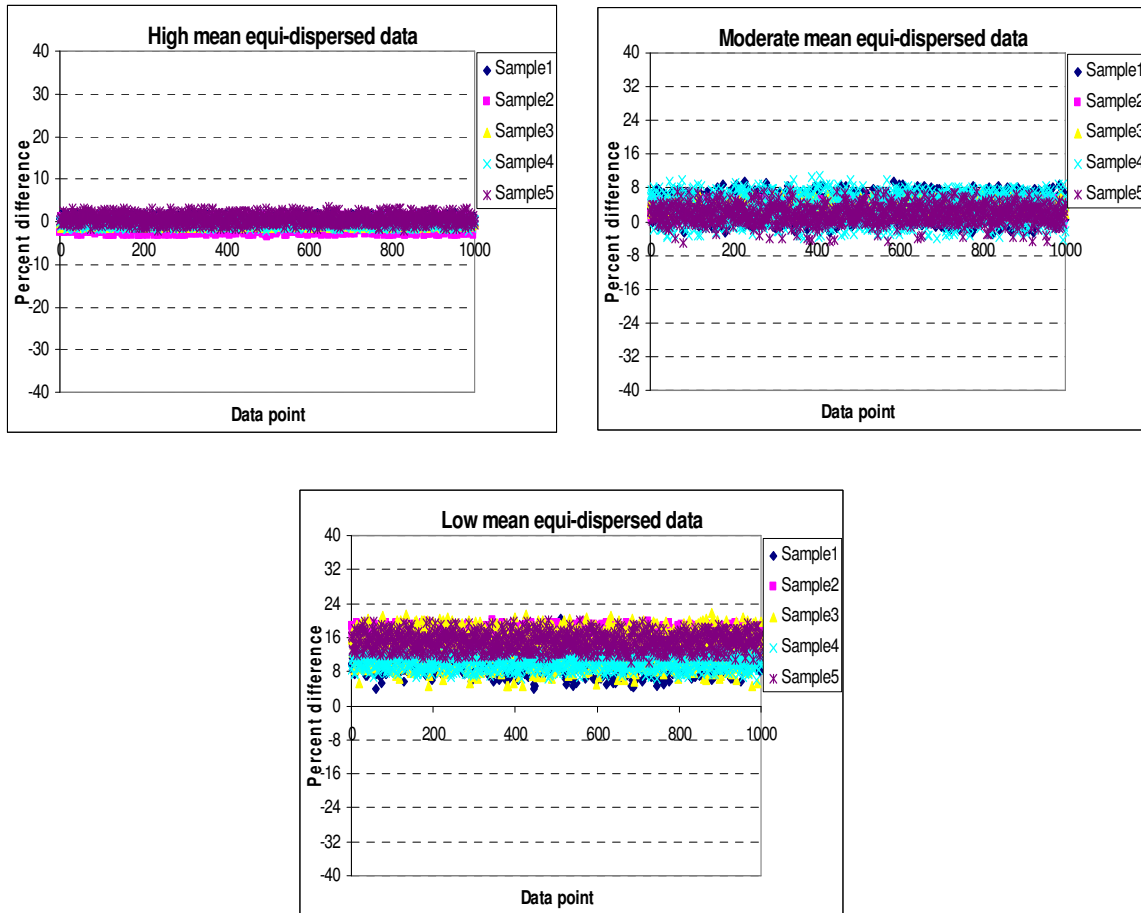 High mean equi-dispersed data
Percent difference
40
30
20
10
0
-10
-20
-30
-40
0 200 400 600 800 1000
Data point
Sample1
Sample2
Sample3
Sample4
Sample5
Moderate mean equi-dispersed data
Percent difference
40
32
24
16
8
0
-8
-16
-24
-32
-40
0 200 400 600 800 1000
Data point
Sample1
Sample2
Sample3
Sample4
Sample5
Low mean equi-dispersed data
Percent difference
40
32
24
16
8
0
-8
-16
-24
-32
-40
0 200 400 600 800 1000
Data point
Sample1
Sample2
Sample3
Sample4
Sample5